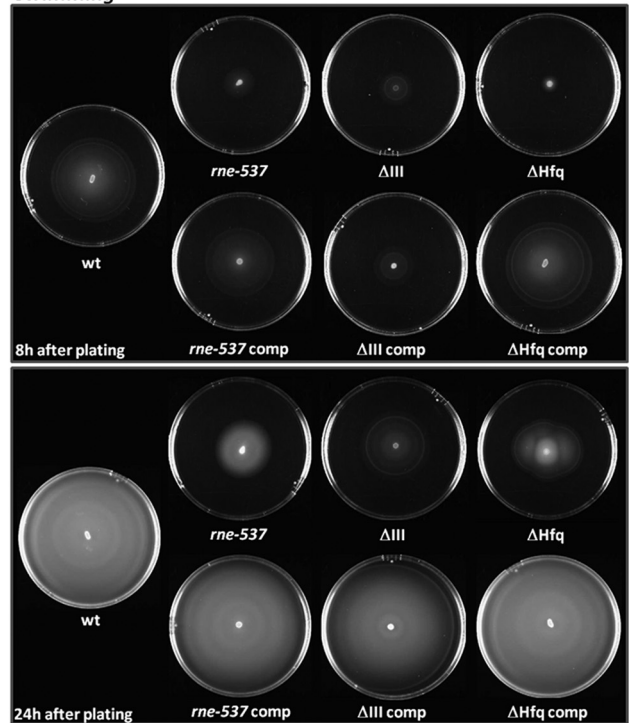 rne-537 ΔIII ΔHfq
wt
rne-537 comp ΔIII comp ΔHfq comp
8h after plating
rne-537 ΔIII ΔHfq
wt
rne-537 comp ΔIII comp ΔHfq comp
24h after plating